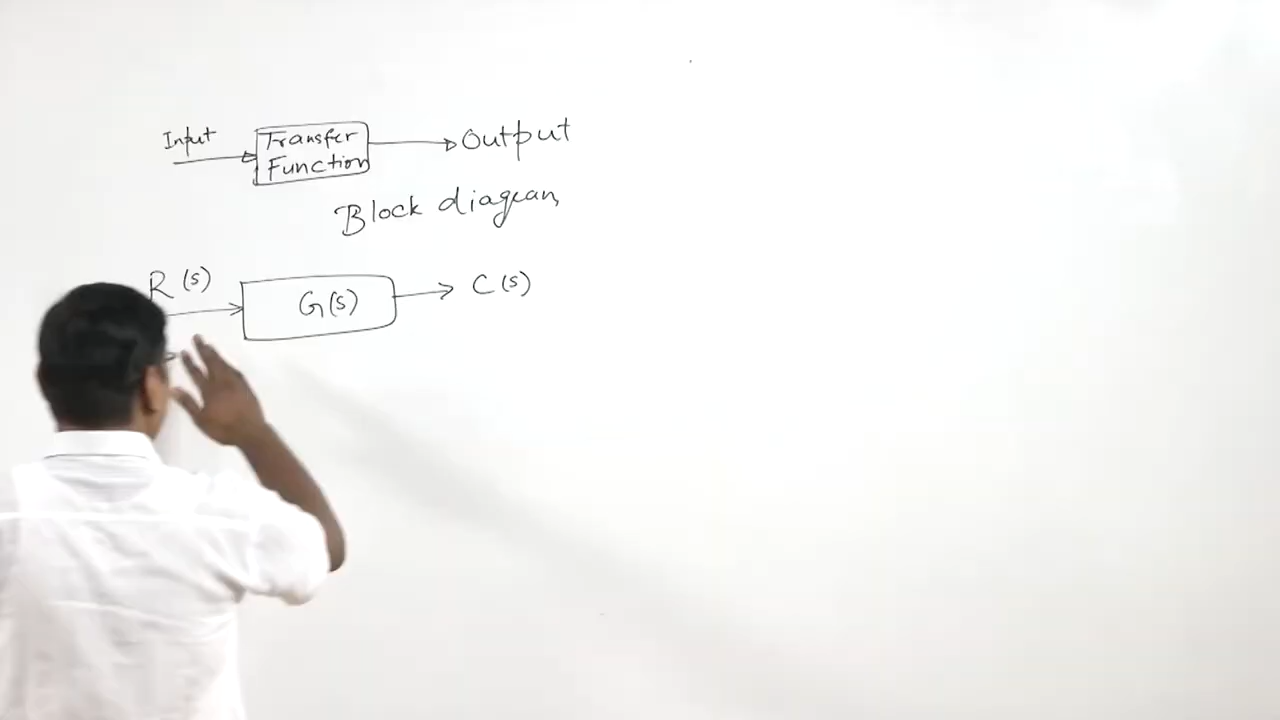 Input
Transfer
Function
Output
Block diagram
R(s)
G(s)
C(s)